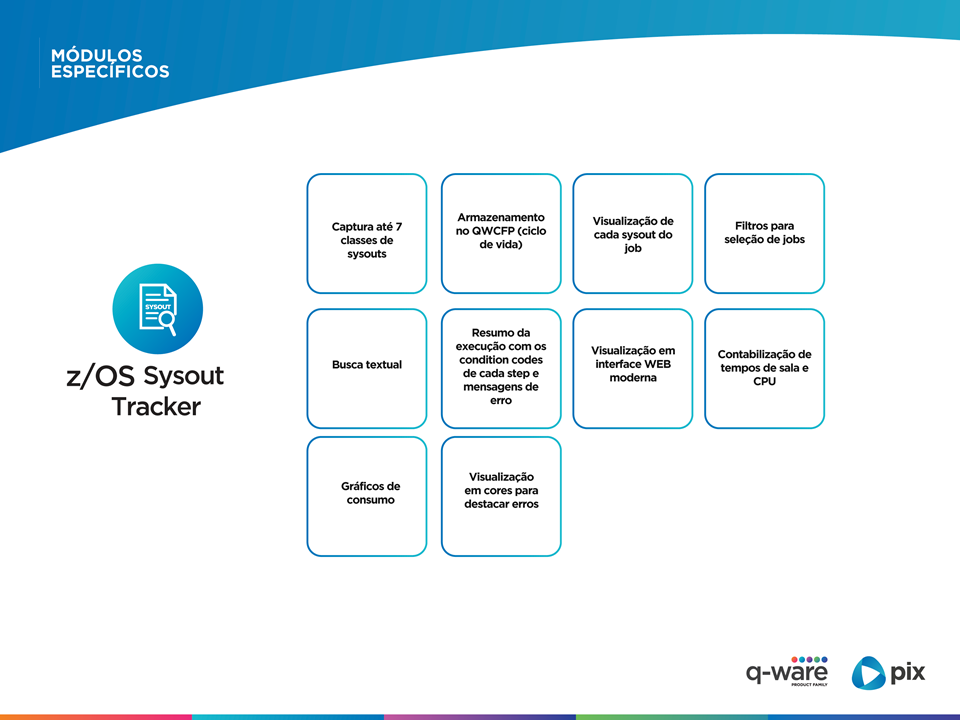 MÓDULOS
ESPECÍFICOS
SYSOUT
z/OS Sysout
Tracker
Captura até 7
classes de
sysouts
Armazenamento
no QWCFP (ciclo
de vida)
Visualização de
cada sysout do
job
Filtros para
seleção de jobs
Busca textual
Resumo da
execução com os
condition codes
de cada step e
mensagens de
erro
Visualização em
interface WEB
moderna
Contabilização de
tempos de sala e
CPU
Gráficos de
consumo
Visualização
em cores para
destacar erros
q-ware
PRODUCT FAMILY
pix